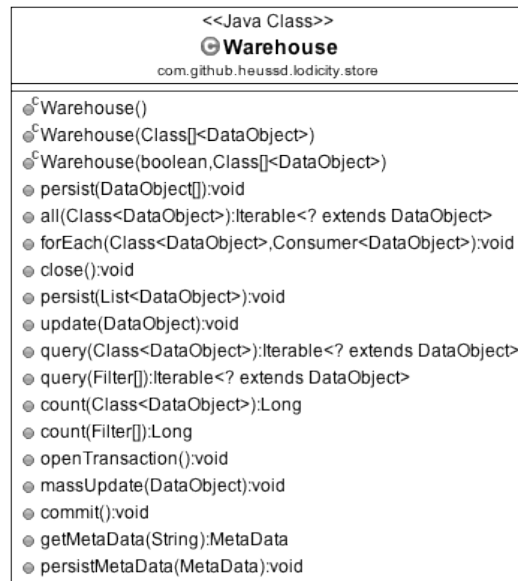 <<Java Class>>
Warehouse
com.github.heussd.lodicity.store
Warehouse()
Warehouse(Class[]<DataObject>)
Warehouse(boolean,Class[]<DataObject>)
persist(DataObject[]):void
all(Class<DataObject>):Iterable<? extends DataObject>
forEach(Class<DataObject>,Consumer<DataObject>):void
close():void
persist(List<DataObject>):void
update(DataObject):void
query(Class<DataObject>):Iterable<? extends DataObject>
query(Filter[]):Iterable<? extends DataObject>
count(Class<DataObject>):Long
count(Filter[]):Long
openTransaction():void
massUpdate(DataObject):void
commit():void
getMetaData(String):MetaData
persistMetaData(MetaData):void